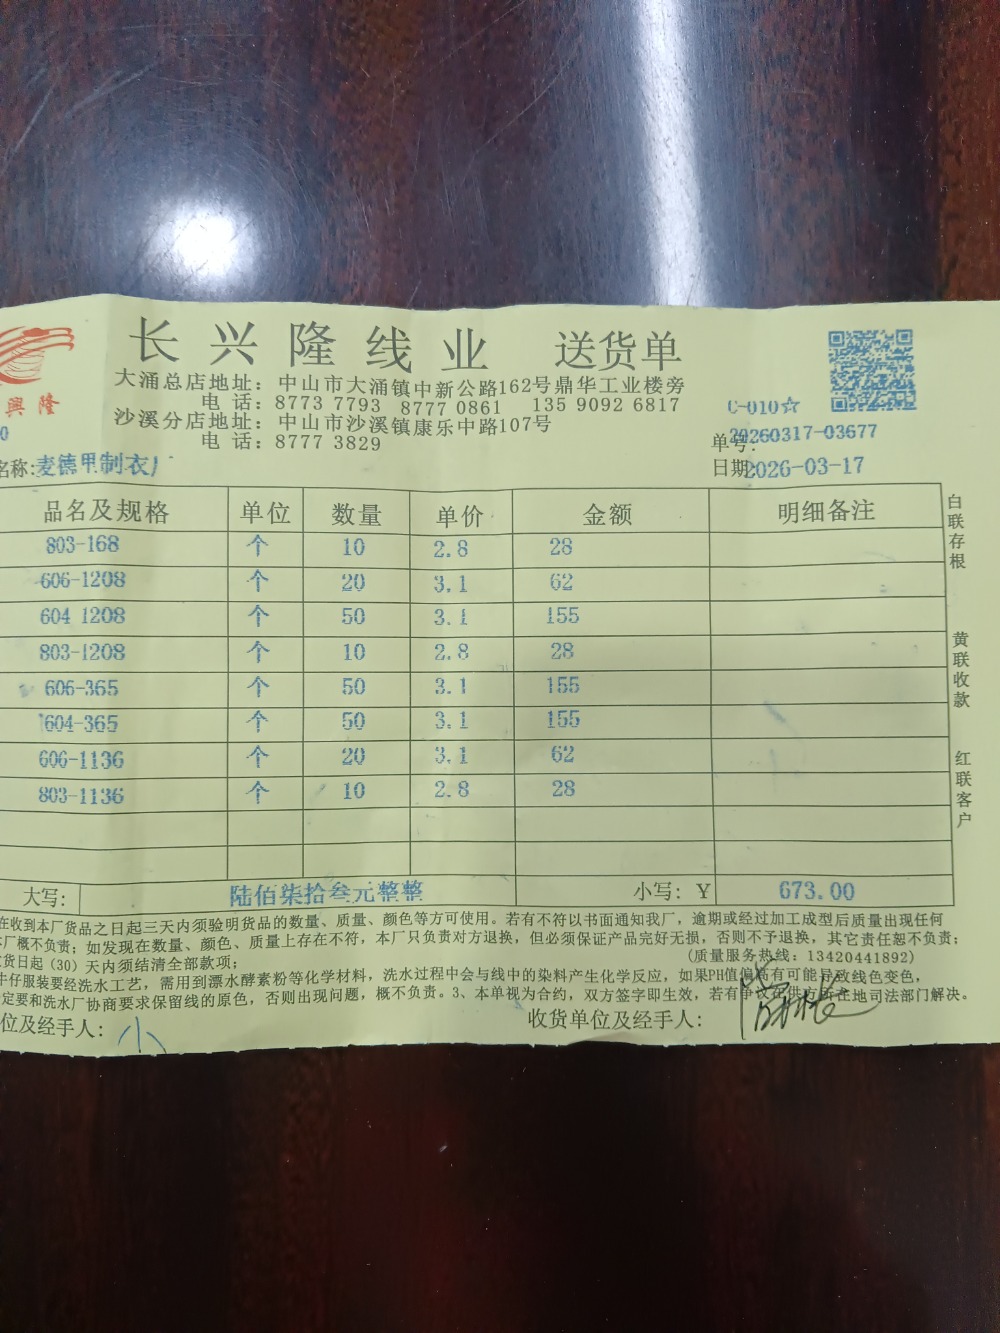 长兴隆线业 送货单
興隆
大涌总店地址：中山市大涌镇中新公路162号鼎华工业楼旁
电 话：8773 7793 8777 0861 135 9092 6817
沙溪分店地址：中山市沙溪镇康乐中路107号
电 话：8777 3829
C-010☆
0
单号：20260317-03677
名称:麦德甲制衣厂
日期2026-03-17
品名及规格 单位 数量 单价 金额 明细备注
803-168 个 10 2.8 28
606-1208 个 20 3.1 62
604 1208 个 50 3.1 155
803-1208 个 10 2.8 28
606-365 个 50 3.1 155
604-365 个 50 3.1 155
606-1136 个 20 3.1 62
803-1136 个 10 2.8 28
大写: 陆佰柒拾叁元整整 小写: Y 673.00
白联存根
黄联收款
红联客户
在收到本厂货品之日起三天内须验明货品的数量、质量、颜色等方可使用。若有不符以书面通知我厂，逾期或经过加工成型后质量出现任何
本厂概不负责；如发现在数量、颜色、质量上存在不符，本厂只负责对方退换，但必须保证产品完好无损，否则不予退换，其它责任恕不负责；
货日起(30)天内须结清全部款项； (质量服务热线：13420441892)
牛仔服装要经洗水工艺，需用到漂水酵素粉等化学材料，洗水过程中会与线中的染料产生化学反应，如果PH值偏高有可能导致线色变色，
定要和洗水厂协商要求保留线的原色，否则出现问题，概不负责。3、本单视为合约，双方签字即生效，若有争议在供方所在地司法部门解决。
位及经手人： 小 收货单位及经手人：